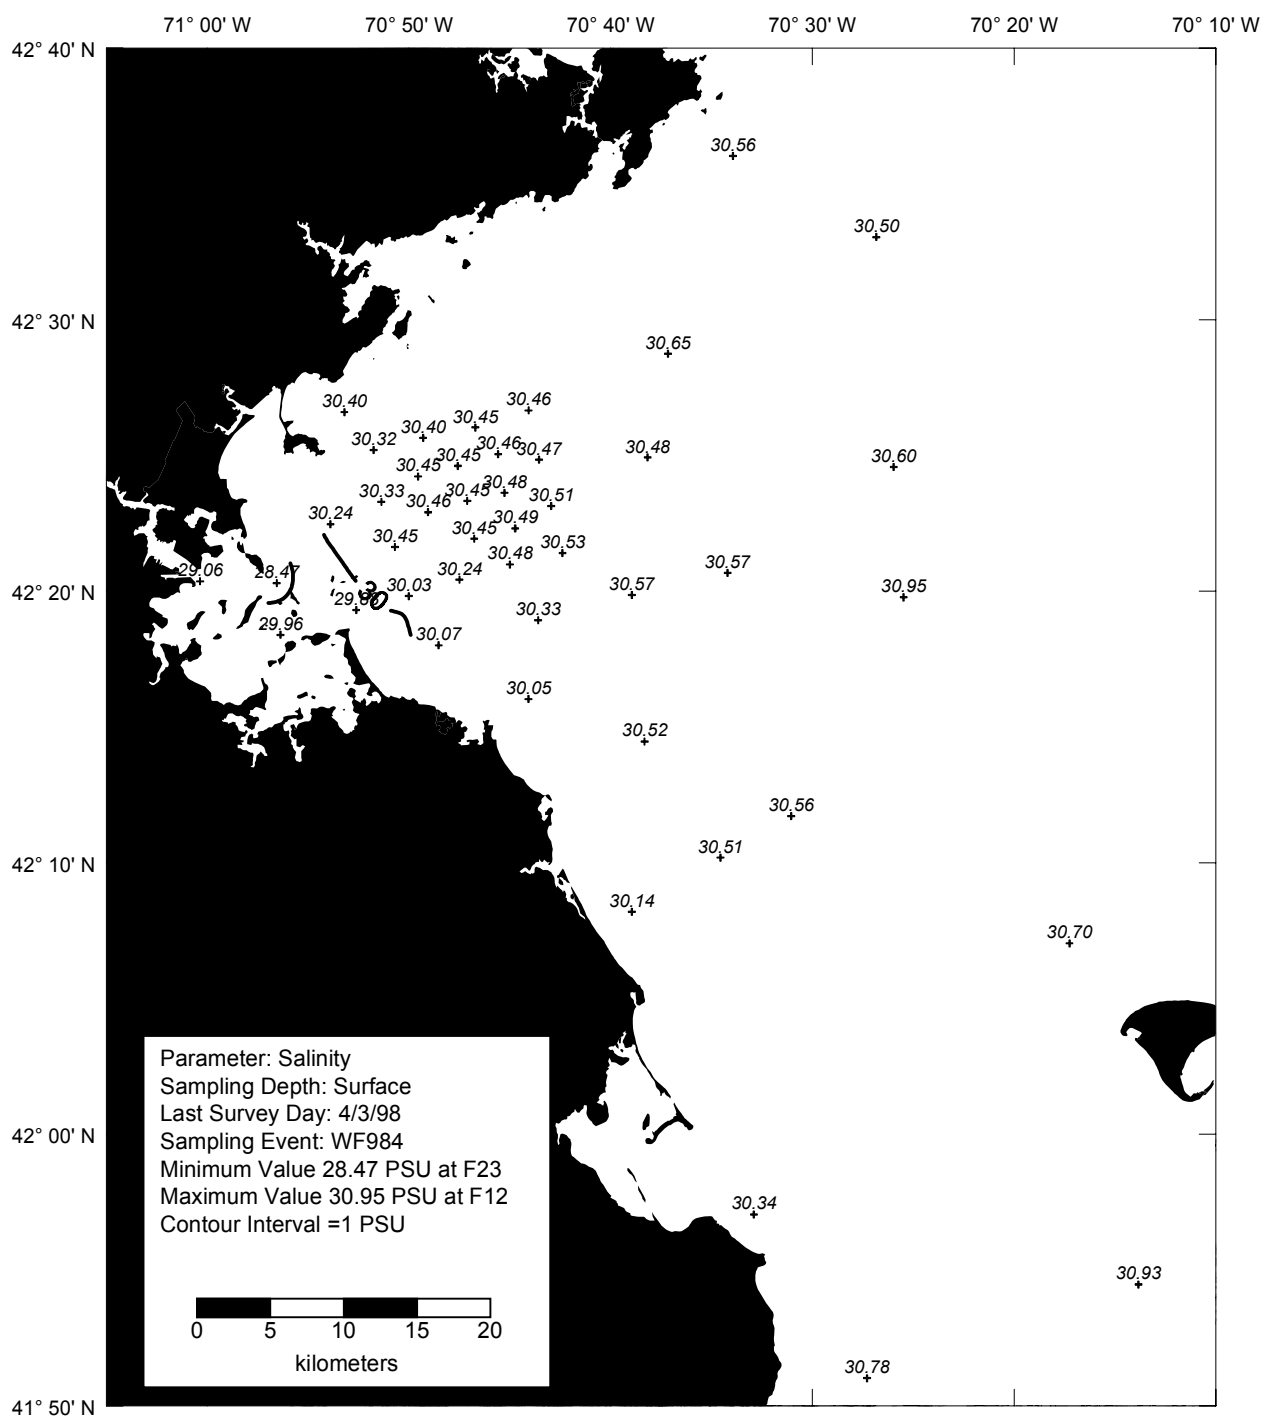 71° 00' W 70° 50' W 70° 40' W 70° 30' W 70° 20' W 70° 10' W
42° 40' N
30.56
30.50
42° 30' N
30.65
30.40
30.46
30.45
30.40
30.32
30.46
30.47
30.48
30.45
30.45
30.60
30.48
30.33
30.45
30.51
30.46
30.24
30.49
30.45
30.45
30.53
30.48
30.57
29.06
28.47
30.24
30.03
30.57
30.95
42° 20' N
30.33
29.96
30.07
30.05
30.52
30.56
30.51
42° 10' N
30.14
30.70
Parameter: Salinity
Sampling Depth: Surface
Last Survey Day: 4/3/98
Sampling Event: WF984
Minimum Value 28.47 PSU at F23
Maximum Value 30.95 PSU at F12
Contour Interval =1 PSU
42° 00' N
30.34
30.93
0 5 10 15 20
kilometers
30.78
41° 50' N